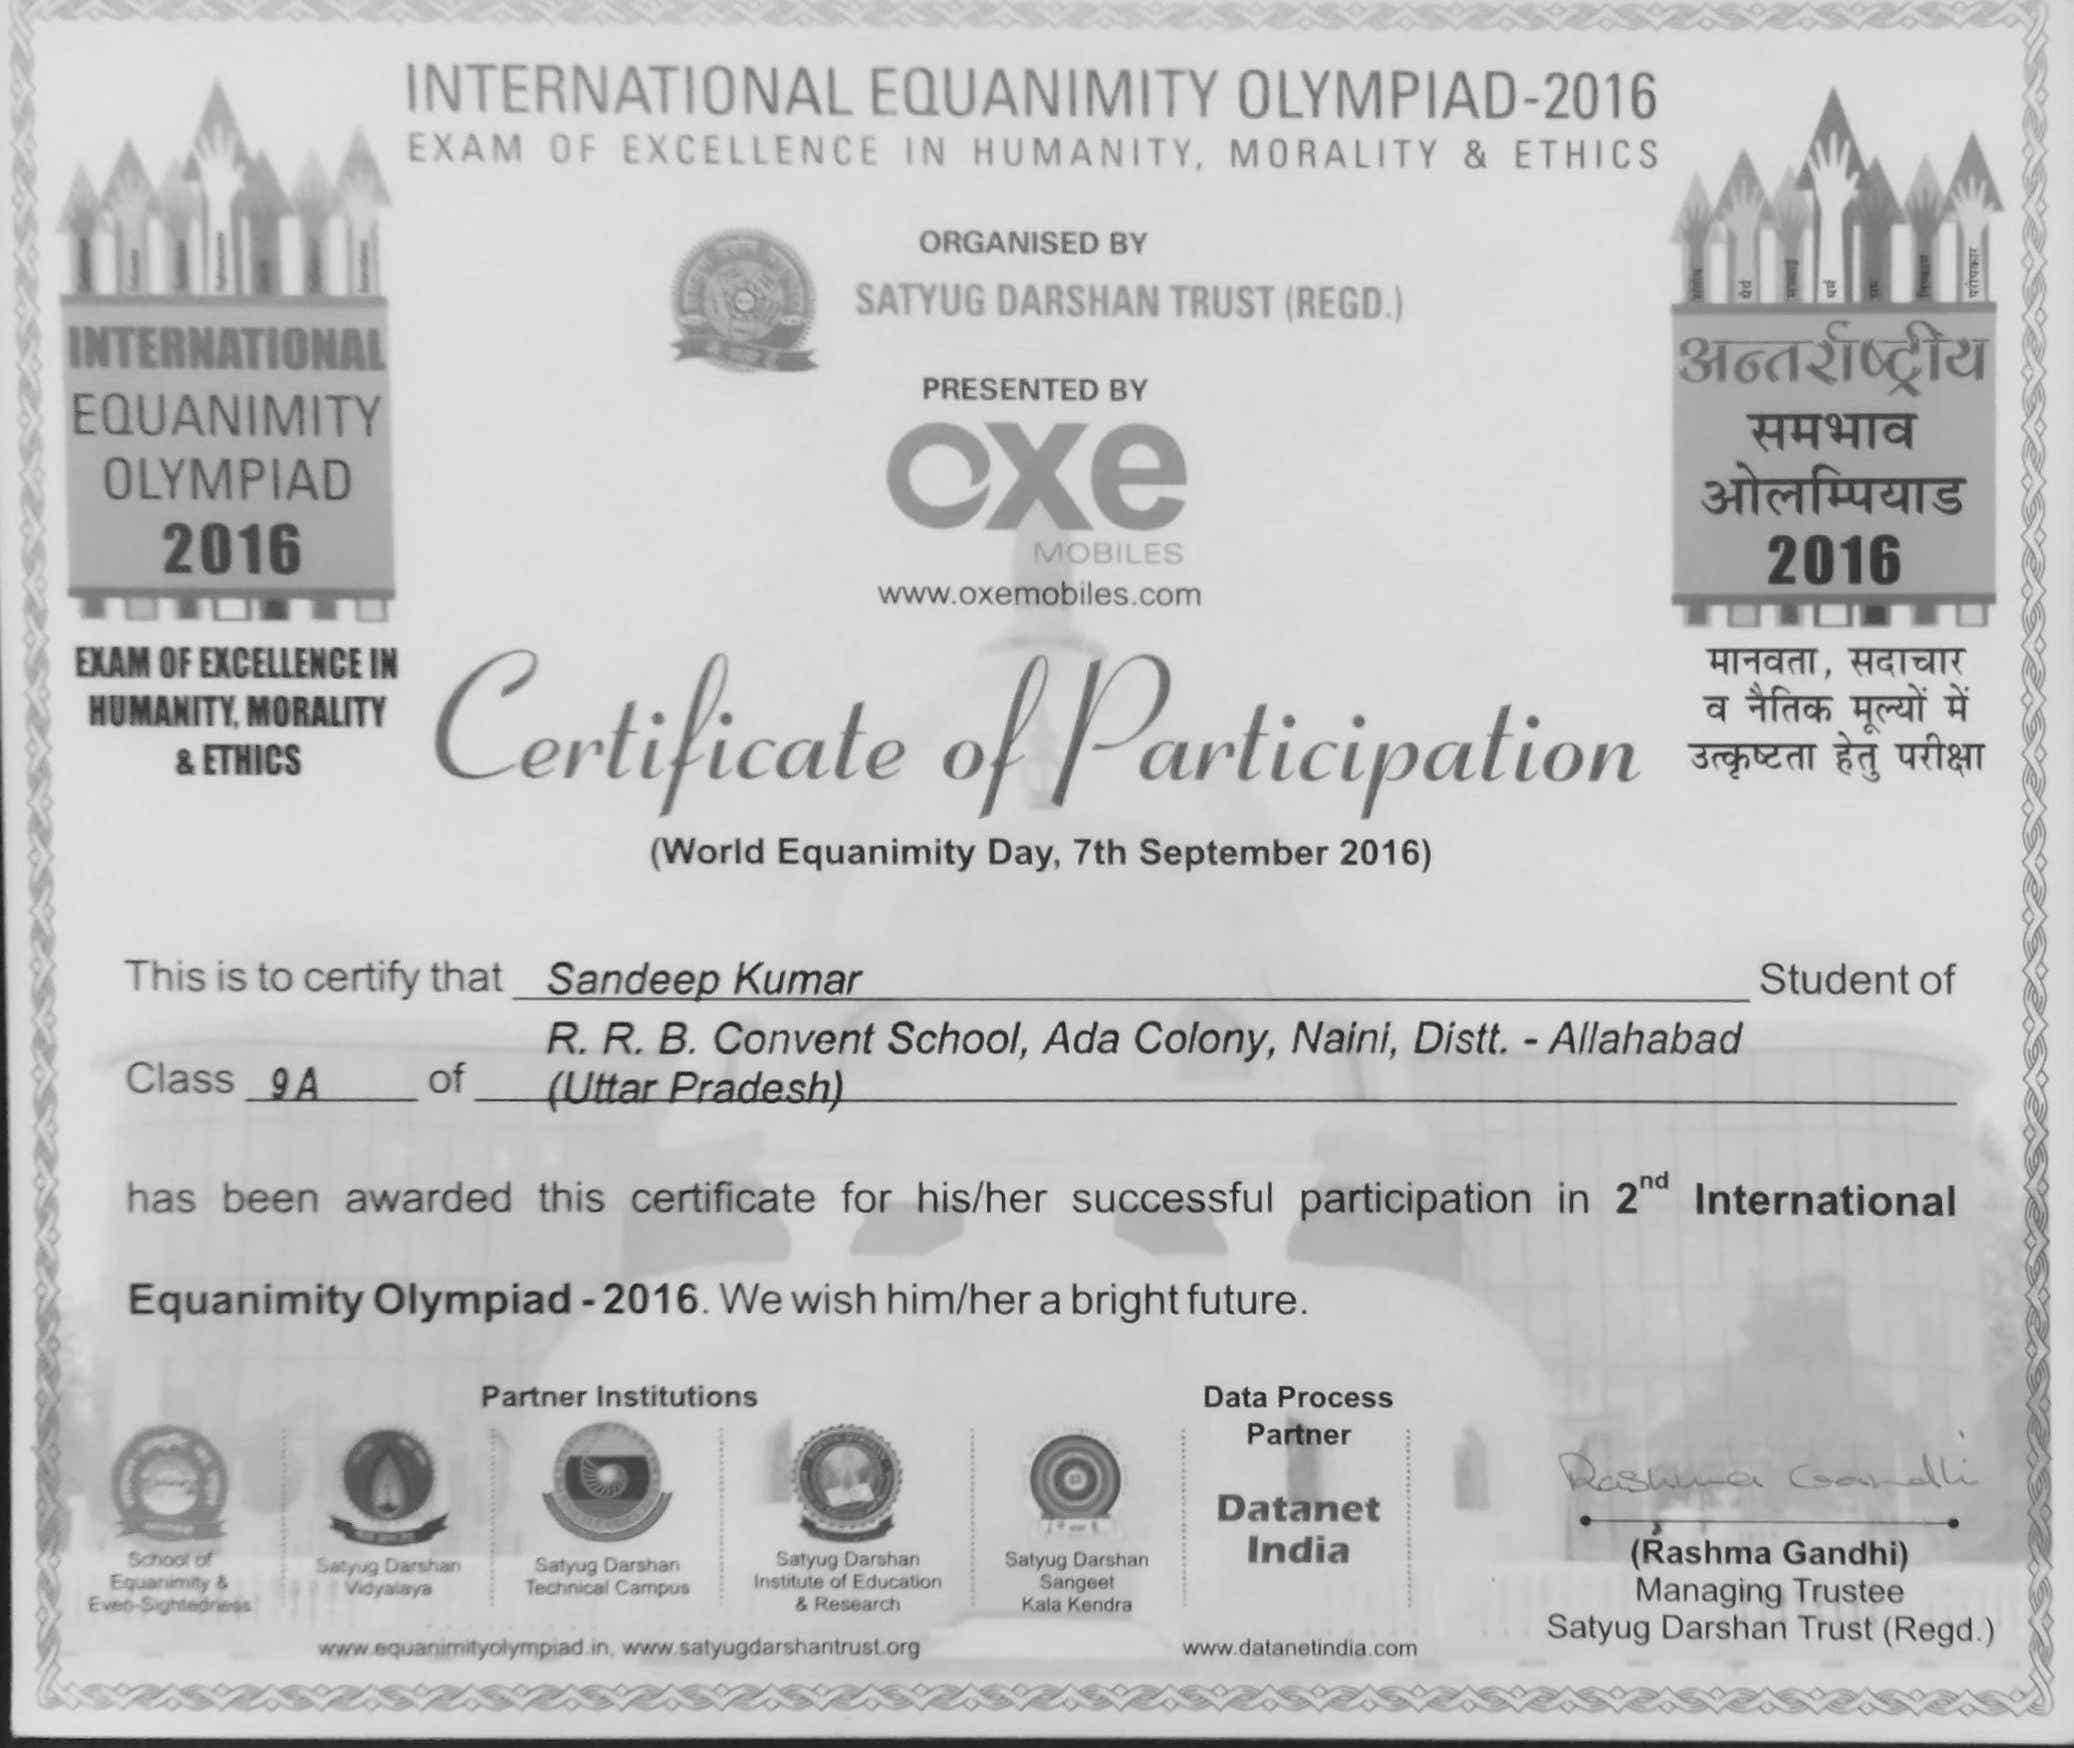 INTERNATIONAL EQUANIMITY OLYMPIAD-2016
EXAM OF EXCELLENCE IN HUMANITY, MORALITY & ETHICS
INTERNATIONAL
EQUANIMITY
OLYMPIAD
2016
EXAM OF EXCELLENCE IN
HUMANITY, MORALITY
& ETHICS
ORGANISED BY
SATYUG DARSHAN TRUST (REGD.)
PRESENTED BY
oxe
MOBILES
www.oxemobiles.com
धैर्य
धर्म
परोपकार
अन्तर्राष्ट्रीय
समभाव
ओलम्पियाड
2016
मानवता, सदाचार
व नैतिक मूल्यों में
उत्कृष्टता हेतु परीक्षा
Certificate of Participation
(World Equanimity Day, 7th September 2016)
This is to certify that Sandeep Kumar Student of
R. R. B. Convent School, Ada Colony, Naini, Distt. - Allahabad
Class 9A of (Uttar Pradesh)
has been awarded this certificate for his/her successful participation in 2nd International
Equanimity Olympiad - 2016. We wish him/her a bright future.
Partner Institutions
School of
Equanimity &
Even-Sightedness
Satyug Darshan
Vidyalaya
Satyug Darshan
Technical Campus
Satyug Darshan
Institute of Education
& Research
Satyug Darshan
Sangeet
Kala Kendra
www.equanimityolympiad.in, www.satyugdarshantrust.org
Data Process
Partner
Datanet
India
www.datanetindia.com
Rashma Gandhi
(Rashma Gandhi)
Managing Trustee
Satyug Darshan Trust (Regd.)